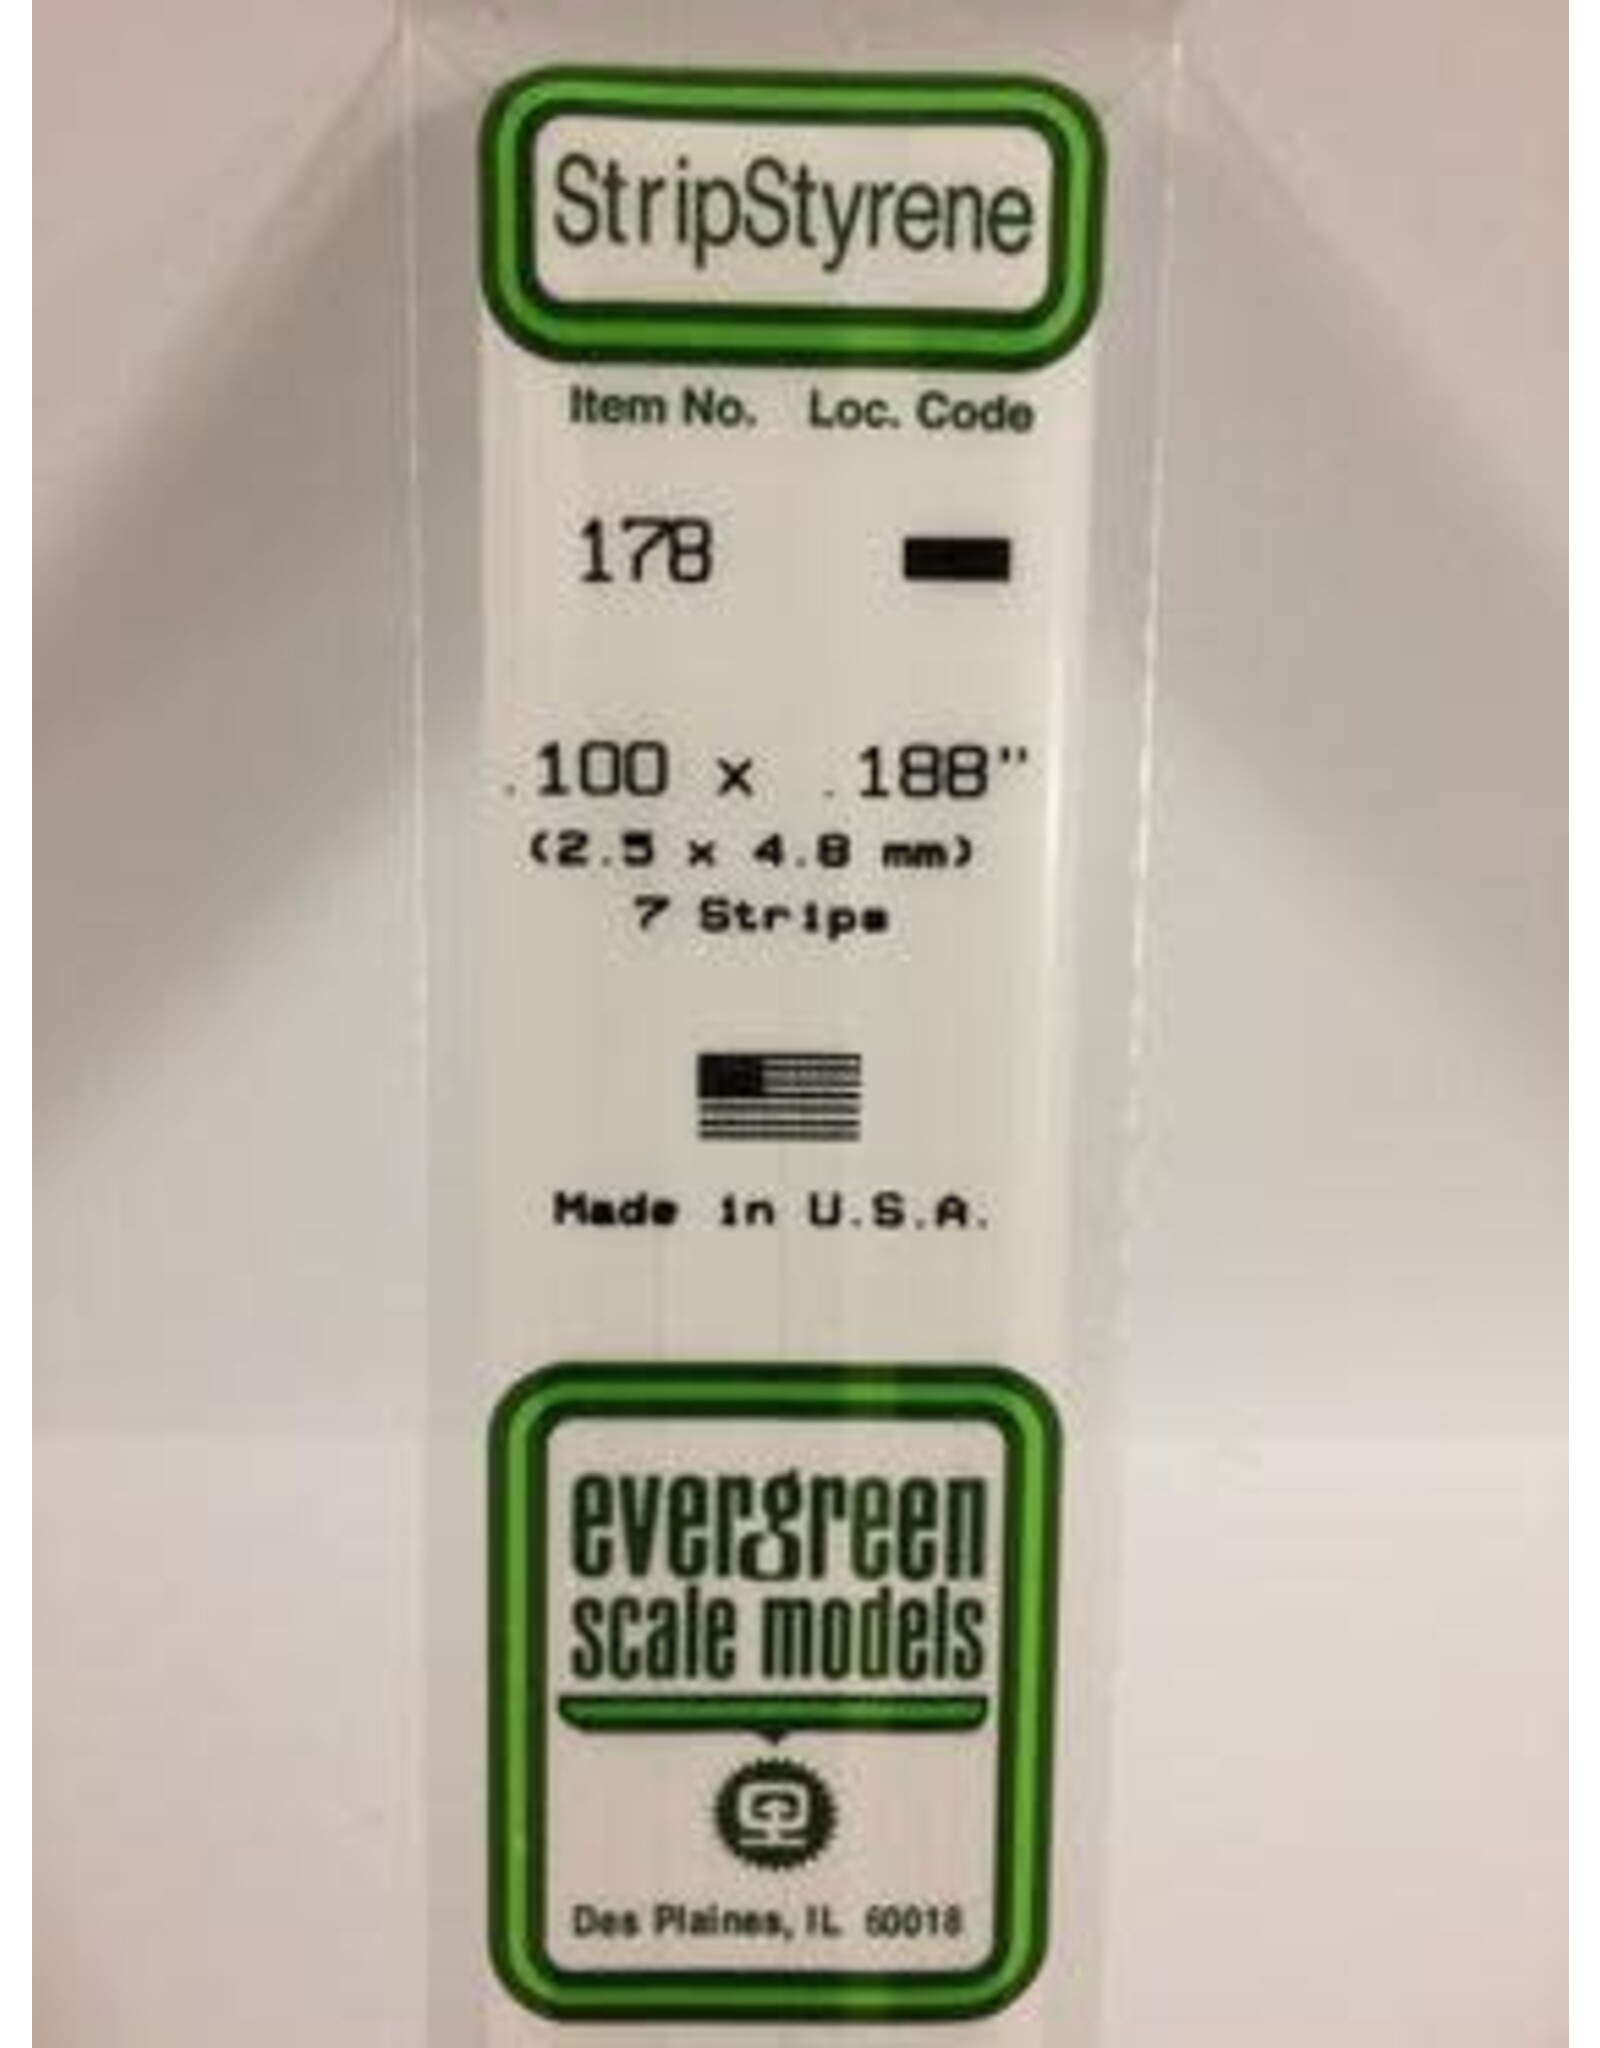 StripStyrene
Item No. Loc. Code
178
.100 x .188"
(2.5 x 4.8 mm)
7 Strips
Made in U.S.A.
evergreen
scale models
Des Plaines, IL 60018